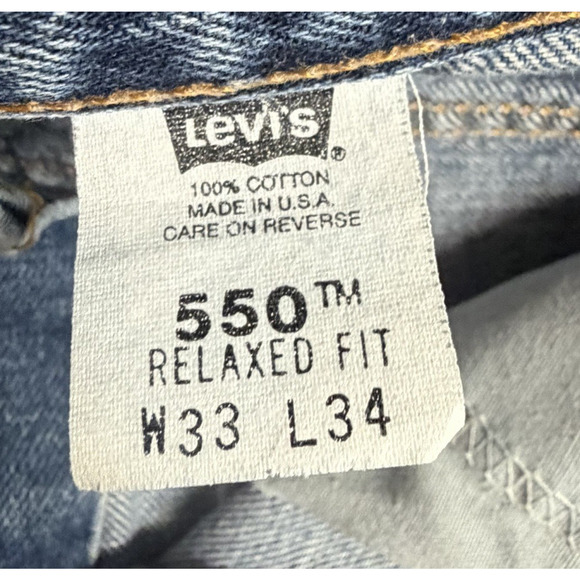 Levi's®
100% COTTON
MADE IN U.S.A.
CARE ON REVERSE
550™
RELAXED FIT
W33 L34